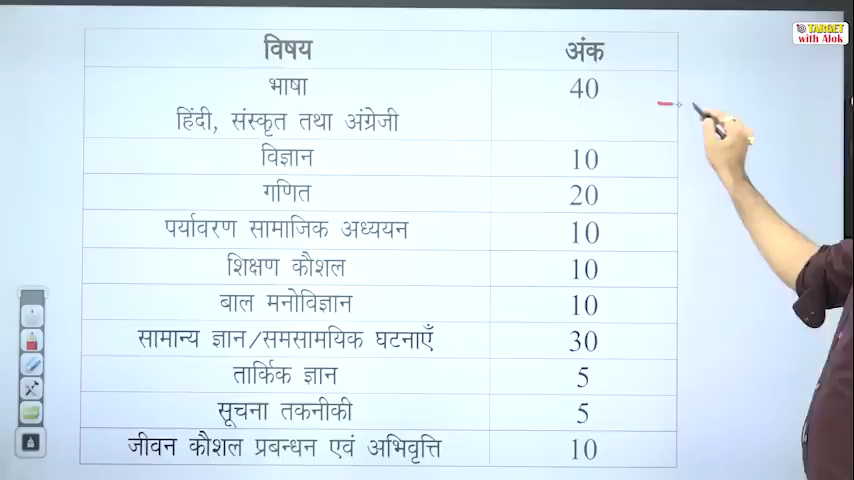 TARGET
with Alok
विषय अंक
भाषा 40
हिंदी, संस्कृत तथा अंग्रेजी
विज्ञान 10
गणित 20
पर्यावरण सामाजिक अध्ययन 10
शिक्षण कौशल 10
बाल मनोविज्ञान 10
सामान्य ज्ञान/समसामयिक घटनाएँ 30
तार्किक ज्ञान 5
सूचना तकनीकी 5
जीवन कौशल प्रबन्धन एवं अभिवृत्ति 10